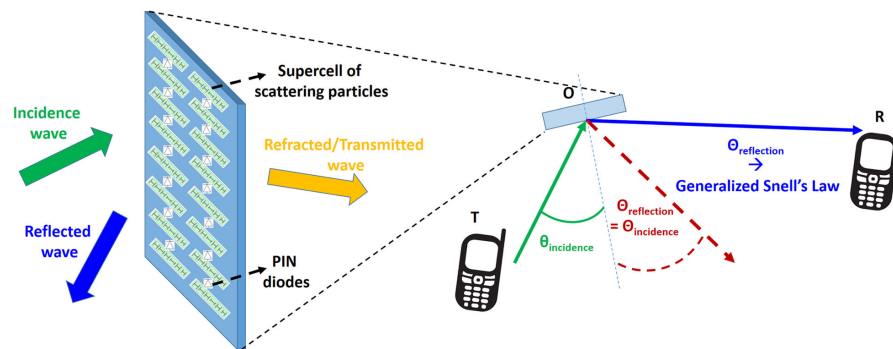 Supercell of
scattering particles
Incidence
wave
Refracted/Transmitted
wave
Reflected
wave
PIN
diodes
O
R
T
θincidence
Θreflection
= Θincidence
Θreflection
→
Generalized Snell's Law